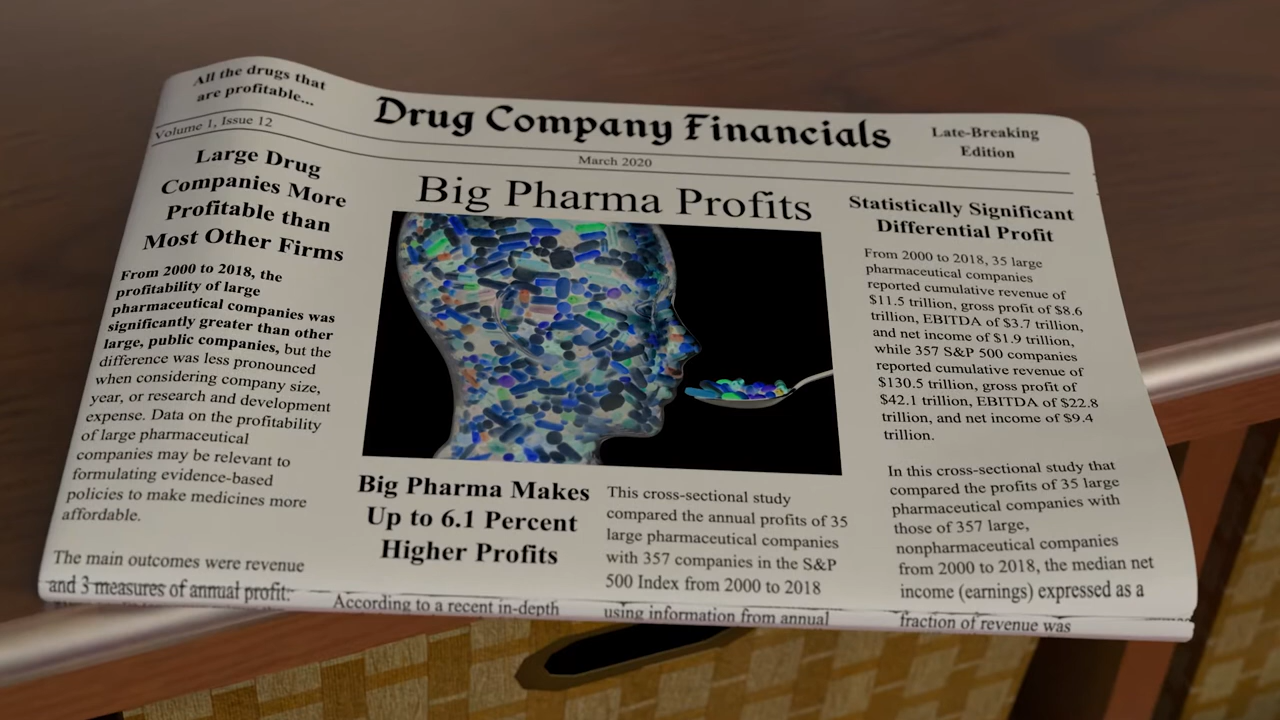 All the drugs that
are profitable...
Drug Company Financials
Late-Breaking
Edition
Volume 1, Issue 12
March 2020
Large Drug
Companies More
Profitable than
Most Other Firms
From 2000 to 2018, the
profitability of large
pharmaceutical companies was
significantly greater than other
large, public companies, but the
difference was less pronounced
when considering company size,
year, or research and development
expense. Data on the profitability
of large pharmaceutical
companies may be relevant to
formulating evidence-based
policies to make medicines more
affordable.
The main outcomes were revenue
and 3 measures of annual profit:
Big Pharma Profits
Big Pharma Makes
Up to 6.1 Percent
Higher Profits
According to a recent in-depth
This cross-sectional study
compared the annual profits of 35
large pharmaceutical companies
with 357 companies in the S&P
500 Index from 2000 to 2018
using information from annual
Statistically Significant
Differential Profit
From 2000 to 2018, 35 large
pharmaceutical companies
reported cumulative revenue of
$11.5 trillion, gross profit of $8.6
trillion, EBITDA of $3.7 trillion,
and net income of $1.9 trillion,
while 357 S&P 500 companies
reported cumulative revenue of
$130.5 trillion, gross profit of
$42.1 trillion, EBITDA of $22.8
trillion, and net income of $9.4
trillion.
In this cross-sectional study that
compared the profits of 35 large
pharmaceutical companies with
those of 357 large,
nonpharmaceutical companies
from 2000 to 2018, the median net
income (earnings) expressed as a
fraction of revenue was